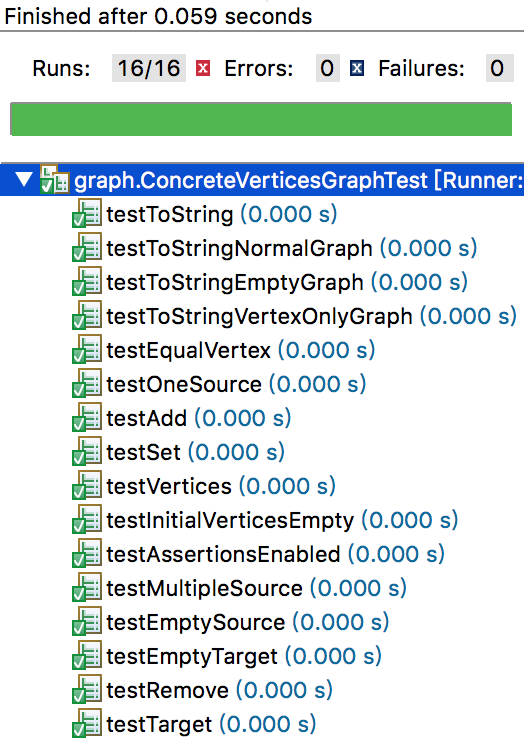 Finished after 0.059 seconds
Runs: 16/16 Errors: 0 Failures: 0
graph.ConcreteVerticesGraphTest [Runner:
testToString (0.000 s)
testToStringNormalGraph (0.000 s)
testToStringEmptyGraph (0.000 s)
testToStringVertexOnlyGraph (0.000 s)
testEqualVertex (0.000 s)
testOneSource (0.000 s)
testAdd (0.000 s)
testSet (0.000 s)
testVertices (0.000 s)
testInitialVerticesEmpty (0.000 s)
testAssertionsEnabled (0.000 s)
testMultipleSource (0.000 s)
testEmptySource (0.000 s)
testEmptyTarget (0.000 s)
testRemove (0.000 s)
testTarget (0.000 s)